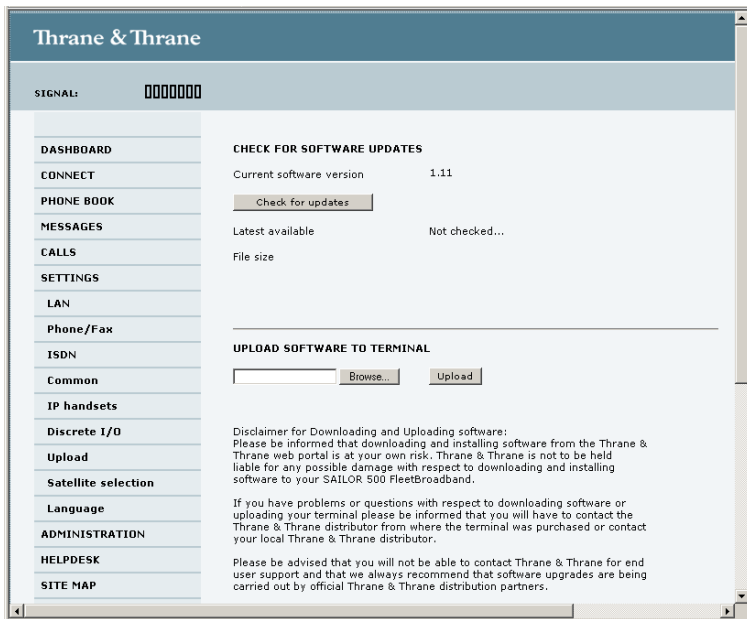 Thrane & Thrane
SIGNAL:
DASHBOARD
CONNECT
PHONE BOOK
MESSAGES
CALLS
SETTINGS
LAN
Phone/Fax
ISDN
Common
IP handsets
Discrete I/O
Upload
Satellite selection
Language
ADMINISTRATION
HELPDESK
SITE MAP
CHECK FOR SOFTWARE UPDATES
Current software version 1.11
Check for updates
Latest available Not checked...
File size
UPLOAD SOFTWARE TO TERMINAL
Browse... Upload
Disclaimer for Downloading and Uploading software:
Please be informed that downloading and installing software from the Thrane &
Thrane web portal is at your own risk. Thrane & Thrane is not to be held
liable for any possible damage with respect to downloading and installing
software to your SAILOR 500 FleetBroadband.
If you have problems or questions with respect to downloading software or
uploading your terminal please be informed that you will have to contact the
Thrane & Thrane distributor from where the terminal was purchased or contact
your local Thrane & Thrane distributor.
Please be advised that you will not be able to contact Thrane & Thrane for end
user support and that we always recommend that software upgrades are being
carried out by official Thrane & Thrane distribution partners.